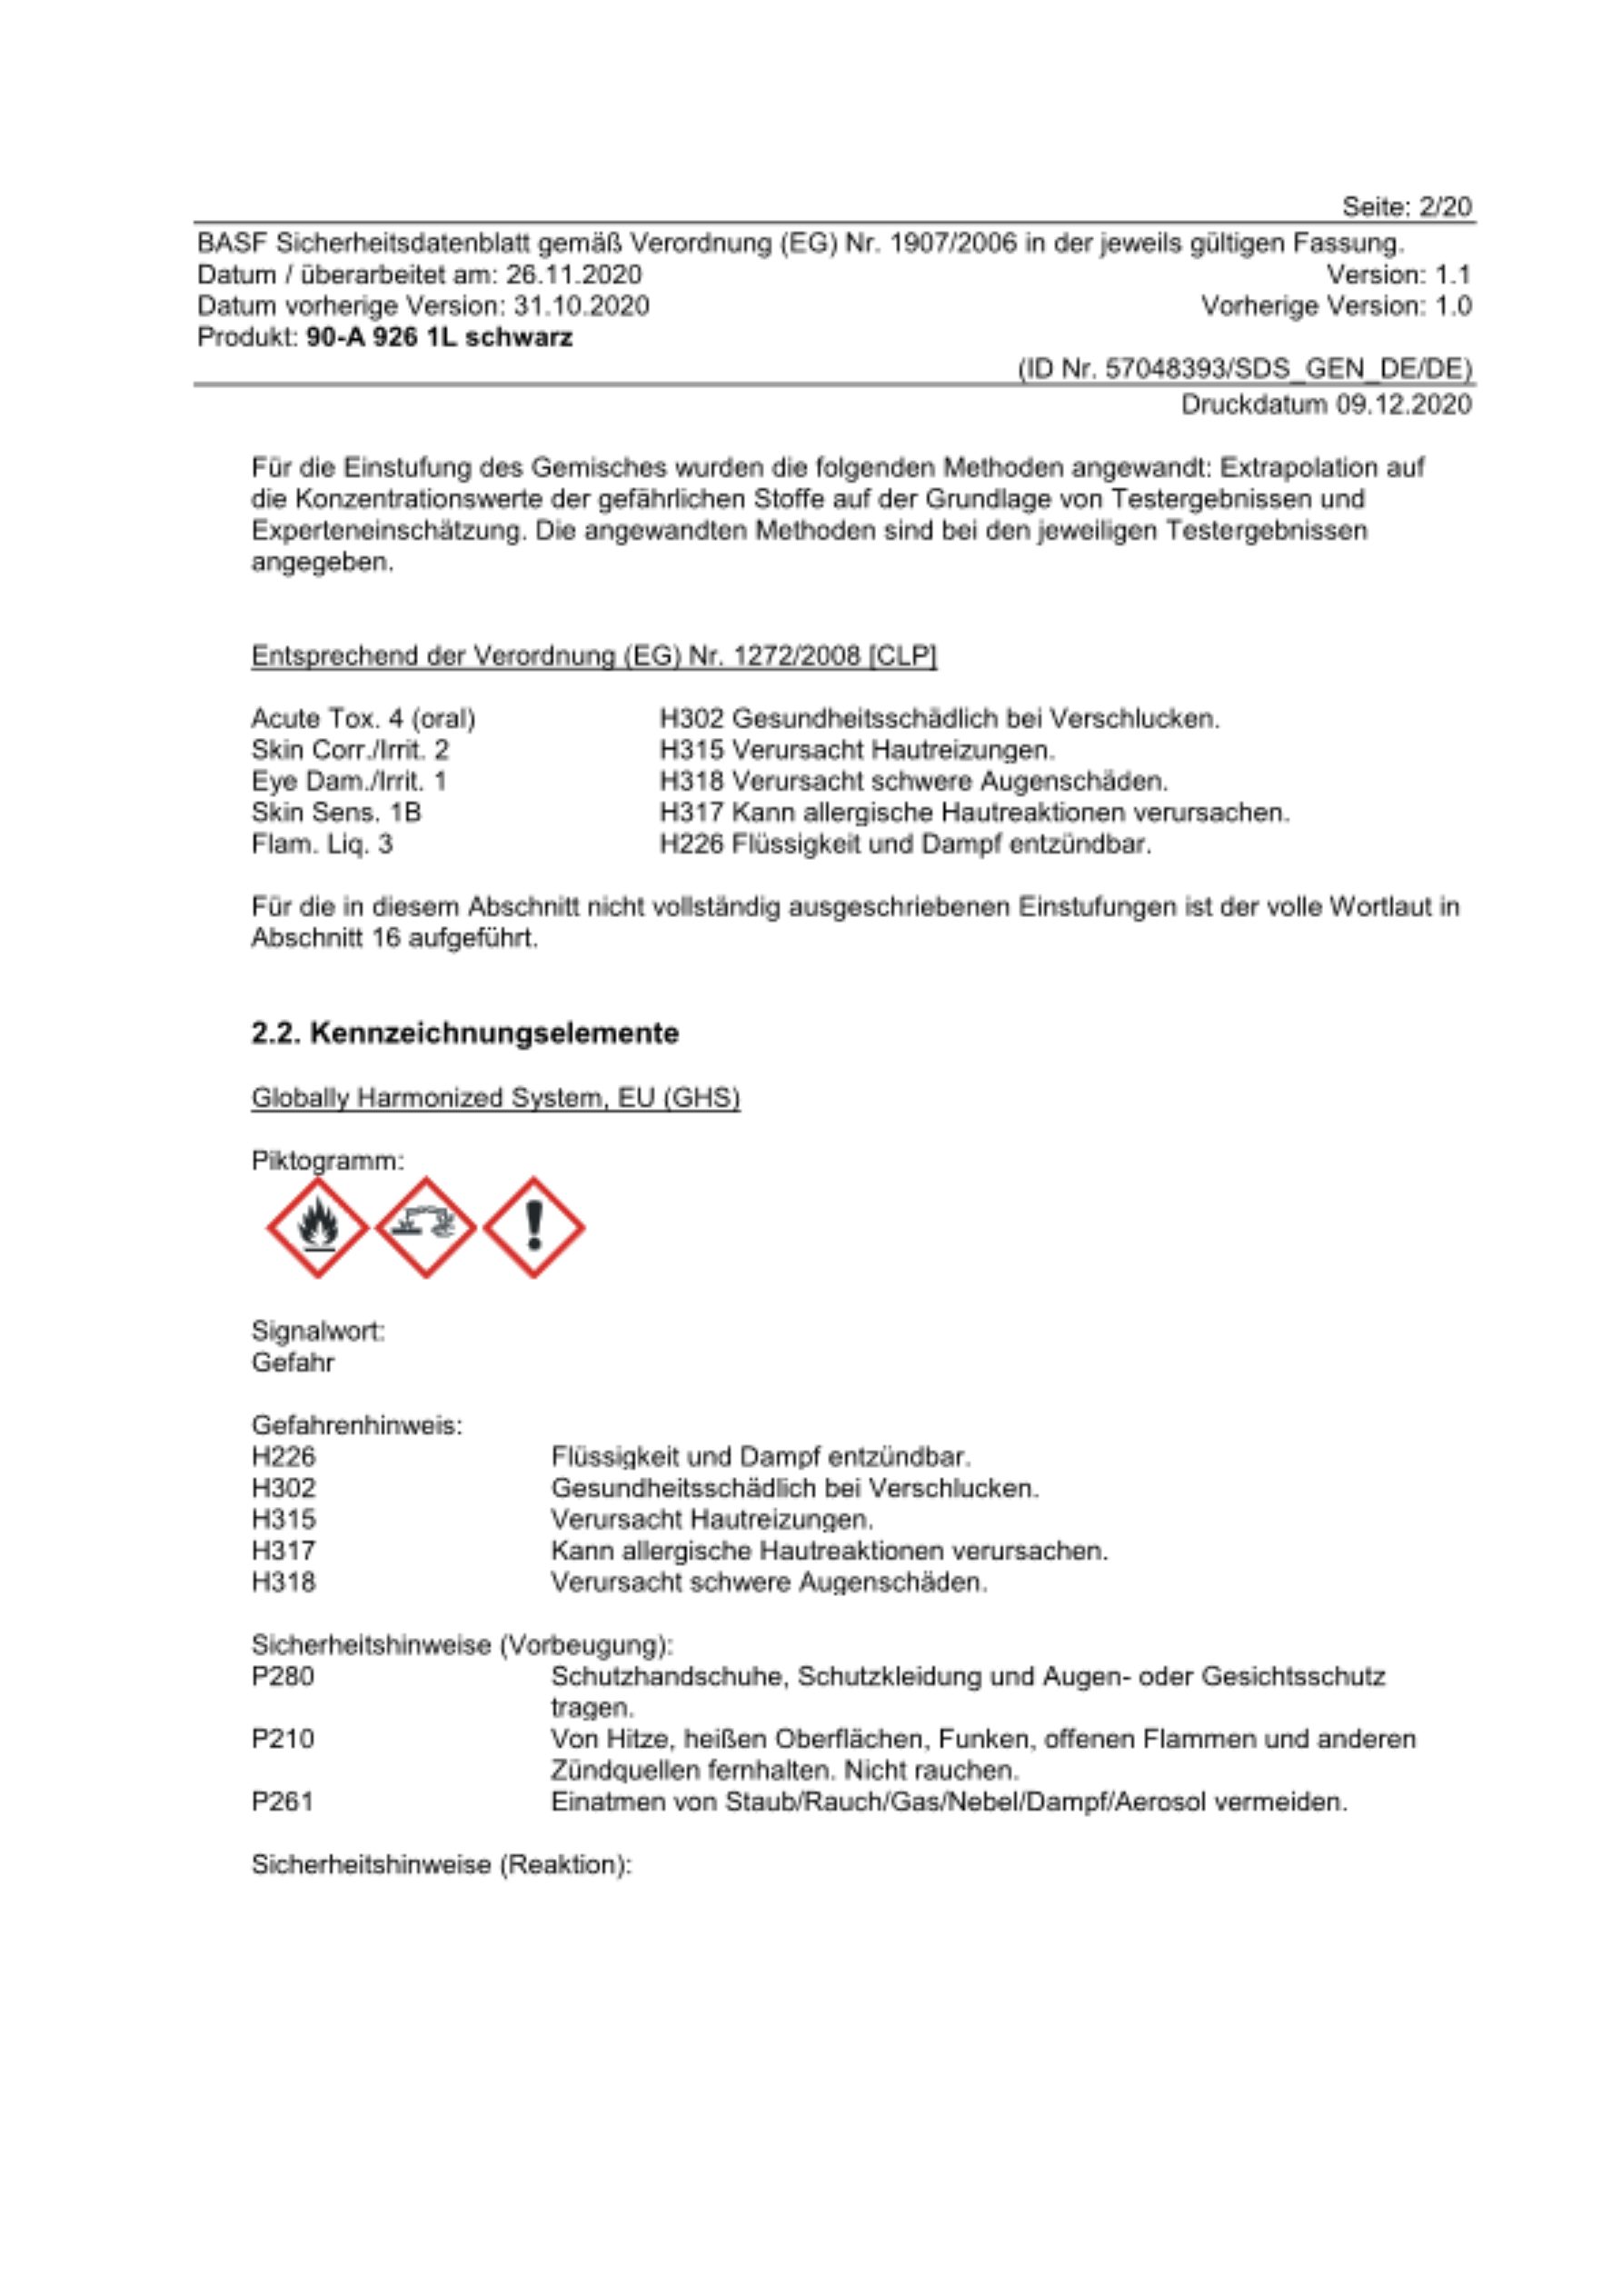 Seite: 2/20
BASF Sicherheitsdatenblatt gemäß Verordnung (EG) Nr. 1907/2006 in der jeweils gültigen Fassung.
Datum / überarbeitet am: 26.11.2020 Version: 1.1
Datum vorherige Version: 31.10.2020 Vorherige Version: 1.0
Produkt: 90-A 926 1L schwarz
(ID Nr. 57048393/SDS_GEN_DE/DE)
Druckdatum 09.12.2020
Für die Einstufung des Gemisches wurden die folgenden Methoden angewandt: Extrapolation auf
die Konzentrationswerte der gefährlichen Stoffe auf der Grundlage von Testergebnissen und
Experteneinschätzung. Die angewandten Methoden sind bei den jeweiligen Testergebnissen
angegeben.
Entsprechend der Verordnung (EG) Nr. 1272/2008 [CLP]
Acute Tox. 4 (oral) H302 Gesundheitsschädlich bei Verschlucken.
Skin Corr./Irrit. 2 H315 Verursacht Hautreizungen.
Eye Dam./Irrit. 1 H318 Verursacht schwere Augenschäden.
Skin Sens. 1B H317 Kann allergische Hautreaktionen verursachen.
Flam. Liq. 3 H226 Flüssigkeit und Dampf entzündbar.
Für die in diesem Abschnitt nicht vollständig ausgeschriebenen Einstufungen ist der volle Wortlaut in
Abschnitt 16 aufgeführt.
2.2. Kennzeichnungselemente
Globally Harmonized System, EU (GHS)
Piktogramm:
Signalwort:
Gefahr
Gefahrenhinweis:
H226 Flüssigkeit und Dampf entzündbar.
H302 Gesundheitsschädlich bei Verschlucken.
H315 Verursacht Hautreizungen.
H317 Kann allergische Hautreaktionen verursachen.
H318 Verursacht schwere Augenschäden.
Sicherheitshinweise (Vorbeugung):
P280 Schutzhandschuhe, Schutzkleidung und Augen- oder Gesichtsschutz
tragen.
P210 Von Hitze, heißen Oberflächen, Funken, offenen Flammen und anderen
Zündquellen fernhalten. Nicht rauchen.
P261 Einatmen von Staub/Rauch/Gas/Nebel/Dampf/Aerosol vermeiden.
Sicherheitshinweise (Reaktion):